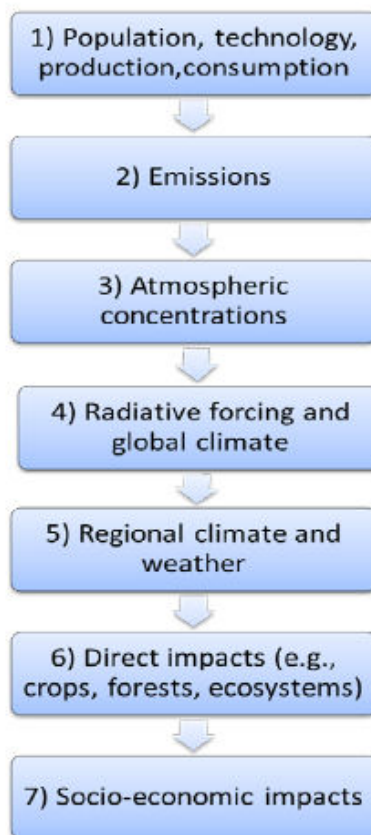 1) Population, technology,
production,consumption
2) Emissions
3) Atmospheric
concentrations
4) Radiative forcing and
global climate
5) Regional climate and
weather
6) Direct impacts (e.g.,
crops, forests, ecosystems)
7) Socio-economic impacts